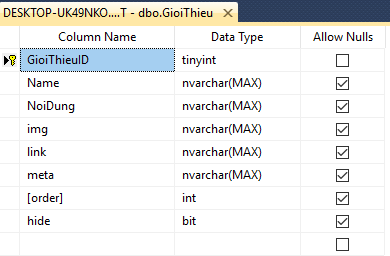 DESKTOP-UK49NKO....T - dbo.GioiThieu
Column Name Data Type Allow Nulls
GioiThieuID tinyint
Name nvarchar(MAX)
NoiDung nvarchar(MAX)
img nvarchar(MAX)
link nvarchar(MAX)
meta nvarchar(MAX)
[order] int
hide bit